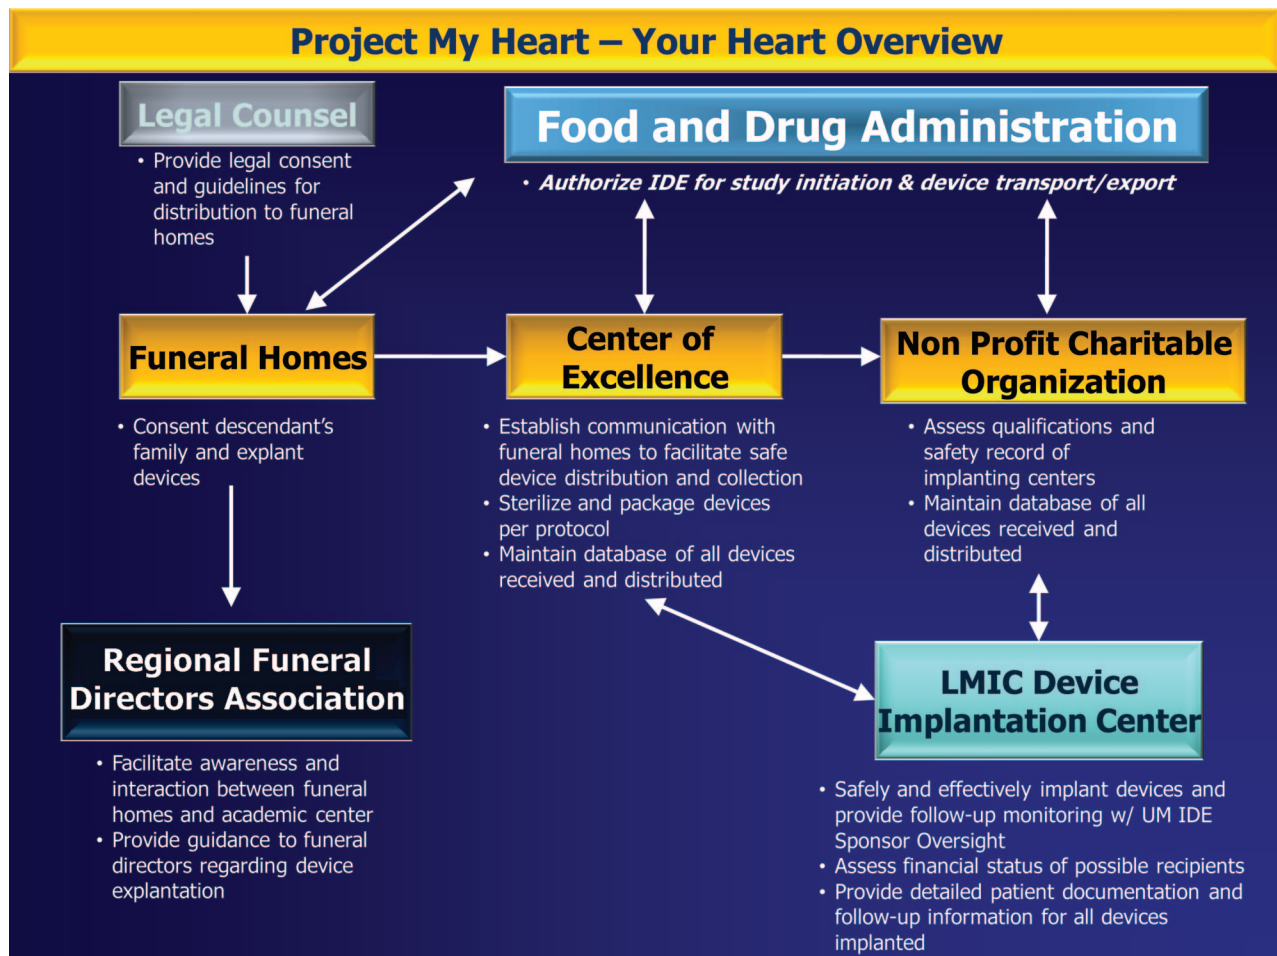 Project My Heart – Your Heart Overview
Legal Counsel
• Provide legal consent
and guidelines for
distribution to funeral
homes
Food and Drug Administration
• Authorize IDE for study initiation & device transport/export
Funeral Homes
• Consent descendant’s
family and explant
devices
Center of
Excellence
• Establish communication with
funeral homes to facilitate safe
device distribution and collection
• Sterilize and package devices
per protocol
• Maintain database of all devices
received and distributed
Non Profit Charitable
Organization
• Assess qualifications and
safety record of
implanting centers
• Maintain database of all
devices received and
distributed
Regional Funeral
Directors Association
• Facilitate awareness and
interaction between funeral
homes and academic center
• Provide guidance to funeral
directors regarding device
explantation
LMIC Device
Implantation Center
• Safely and effectively implant devices and
provide follow-up monitoring w/ UM IDE
Sponsor Oversight
• Assess financial status of possible recipients
• Provide detailed patient documentation and
follow-up information for all devices
implanted